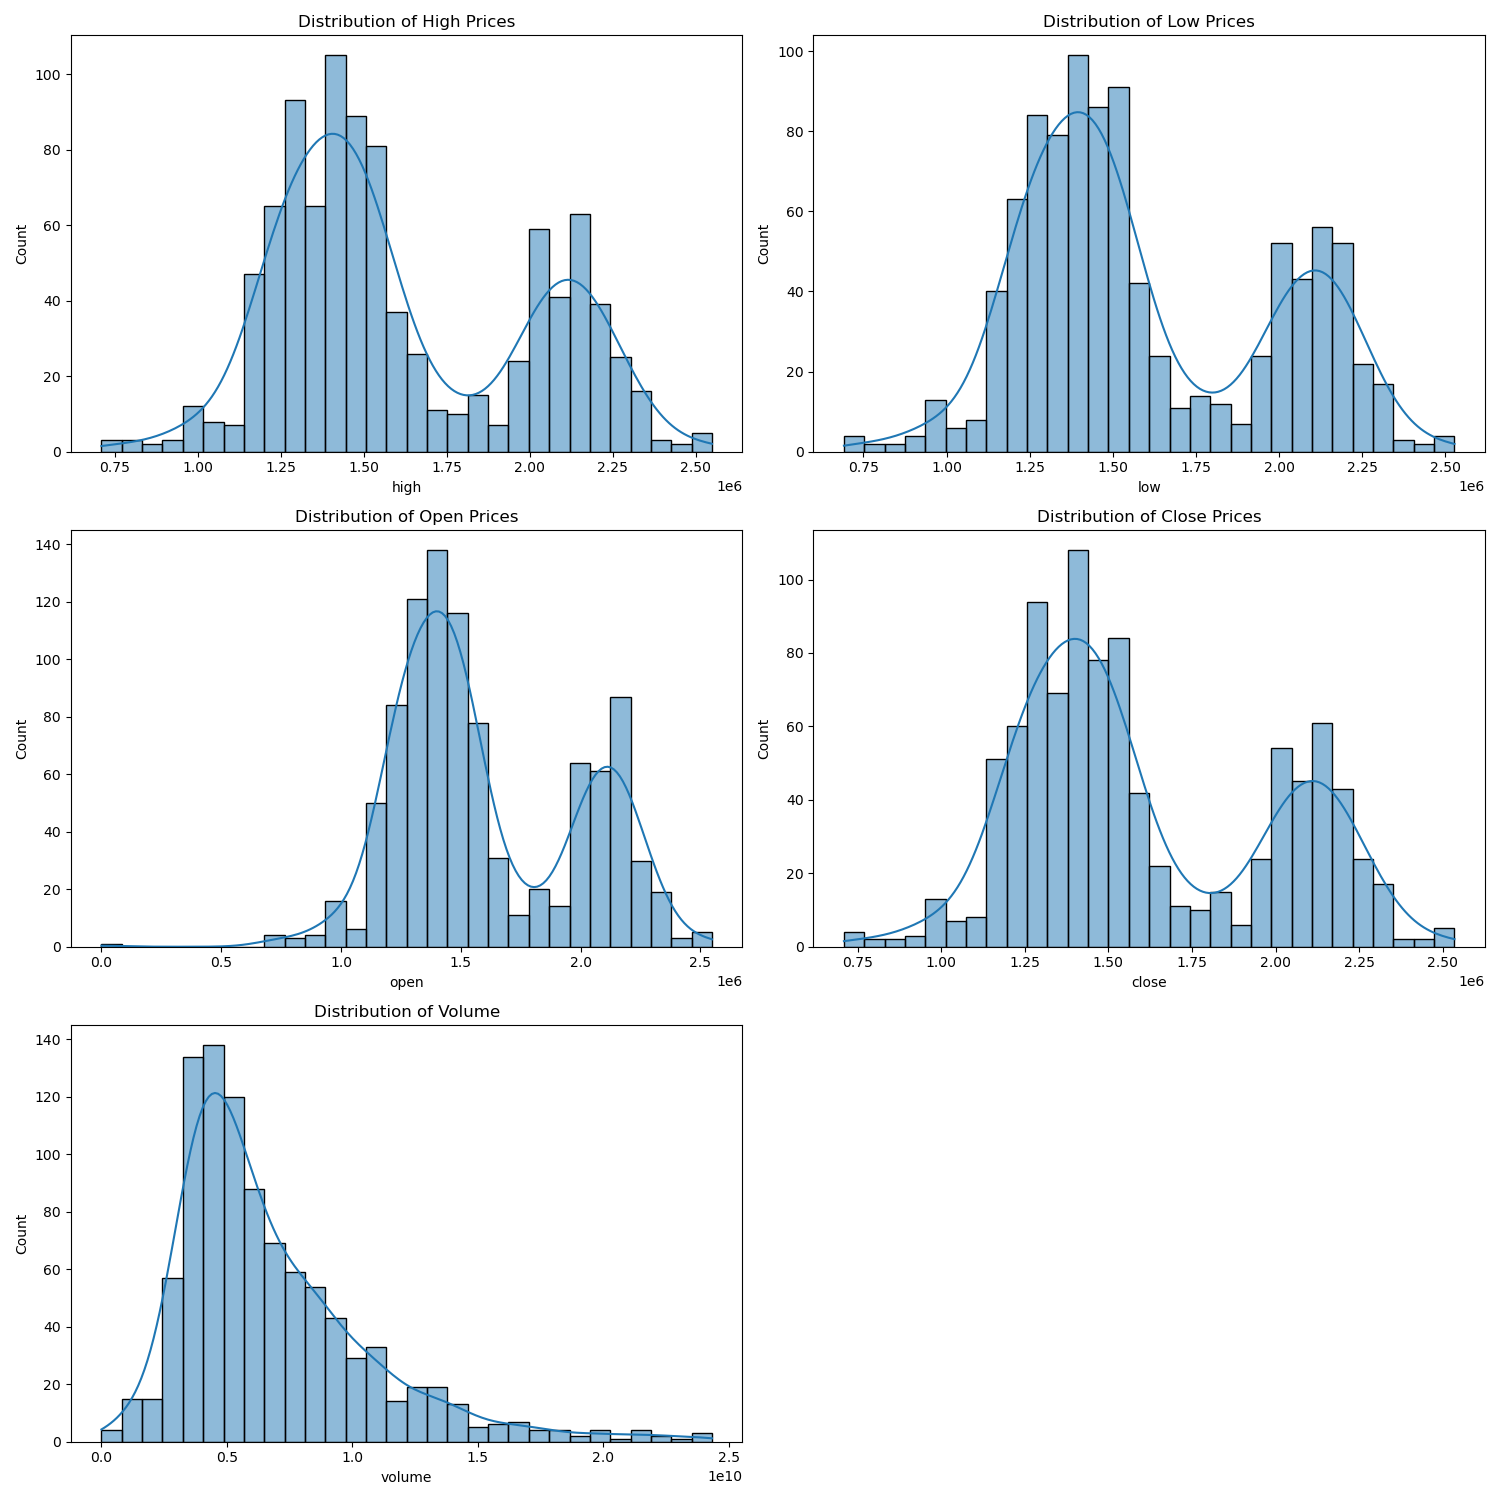 Distribution of High Prices
100
80
60
40
20
0
Count
0.75 1.00 1.25 1.50 1.75 2.00 2.25 2.50
1e6
high
Distribution of Low Prices
100
80
60
40
20
0
Count
0.75 1.00 1.25 1.50 1.75 2.00 2.25 2.50
1e6
low
Distribution of Open Prices
140
120
100
80
60
40
20
0
Count
0.0 0.5 1.0 1.5 2.0 2.5
1e6
open
Distribution of Close Prices
100
80
60
40
20
0
Count
0.75 1.00 1.25 1.50 1.75 2.00 2.25 2.50
1e6
close
Distribution of Volume
140
120
100
80
60
40
20
0
Count
0.0 0.5 1.0 1.5 2.0 2.5
1e10
volume